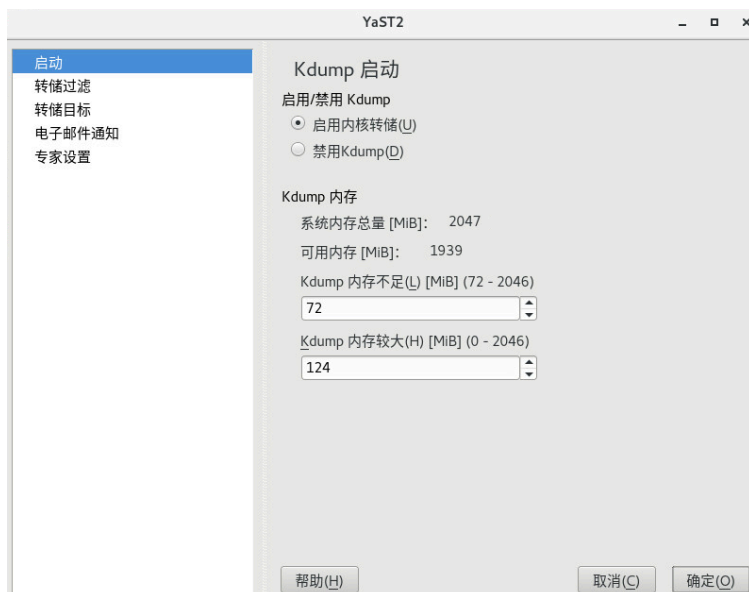 YaST2
启动
转储过滤
转储目标
电子邮件通知
专家设置
Kdump 启动
启用/禁用 Kdump
启用内核转储(U)
禁用Kdump(D)
Kdump 内存
系统内存总量 [MiB]： 2047
可用内存 [MiB]： 1939
Kdump 内存不足(L) [MiB] (72 - 2046)
72
Kdump 内存较大(H) [MiB] (0 - 2046)
124
帮助(H) 取消(C) 确定(O)